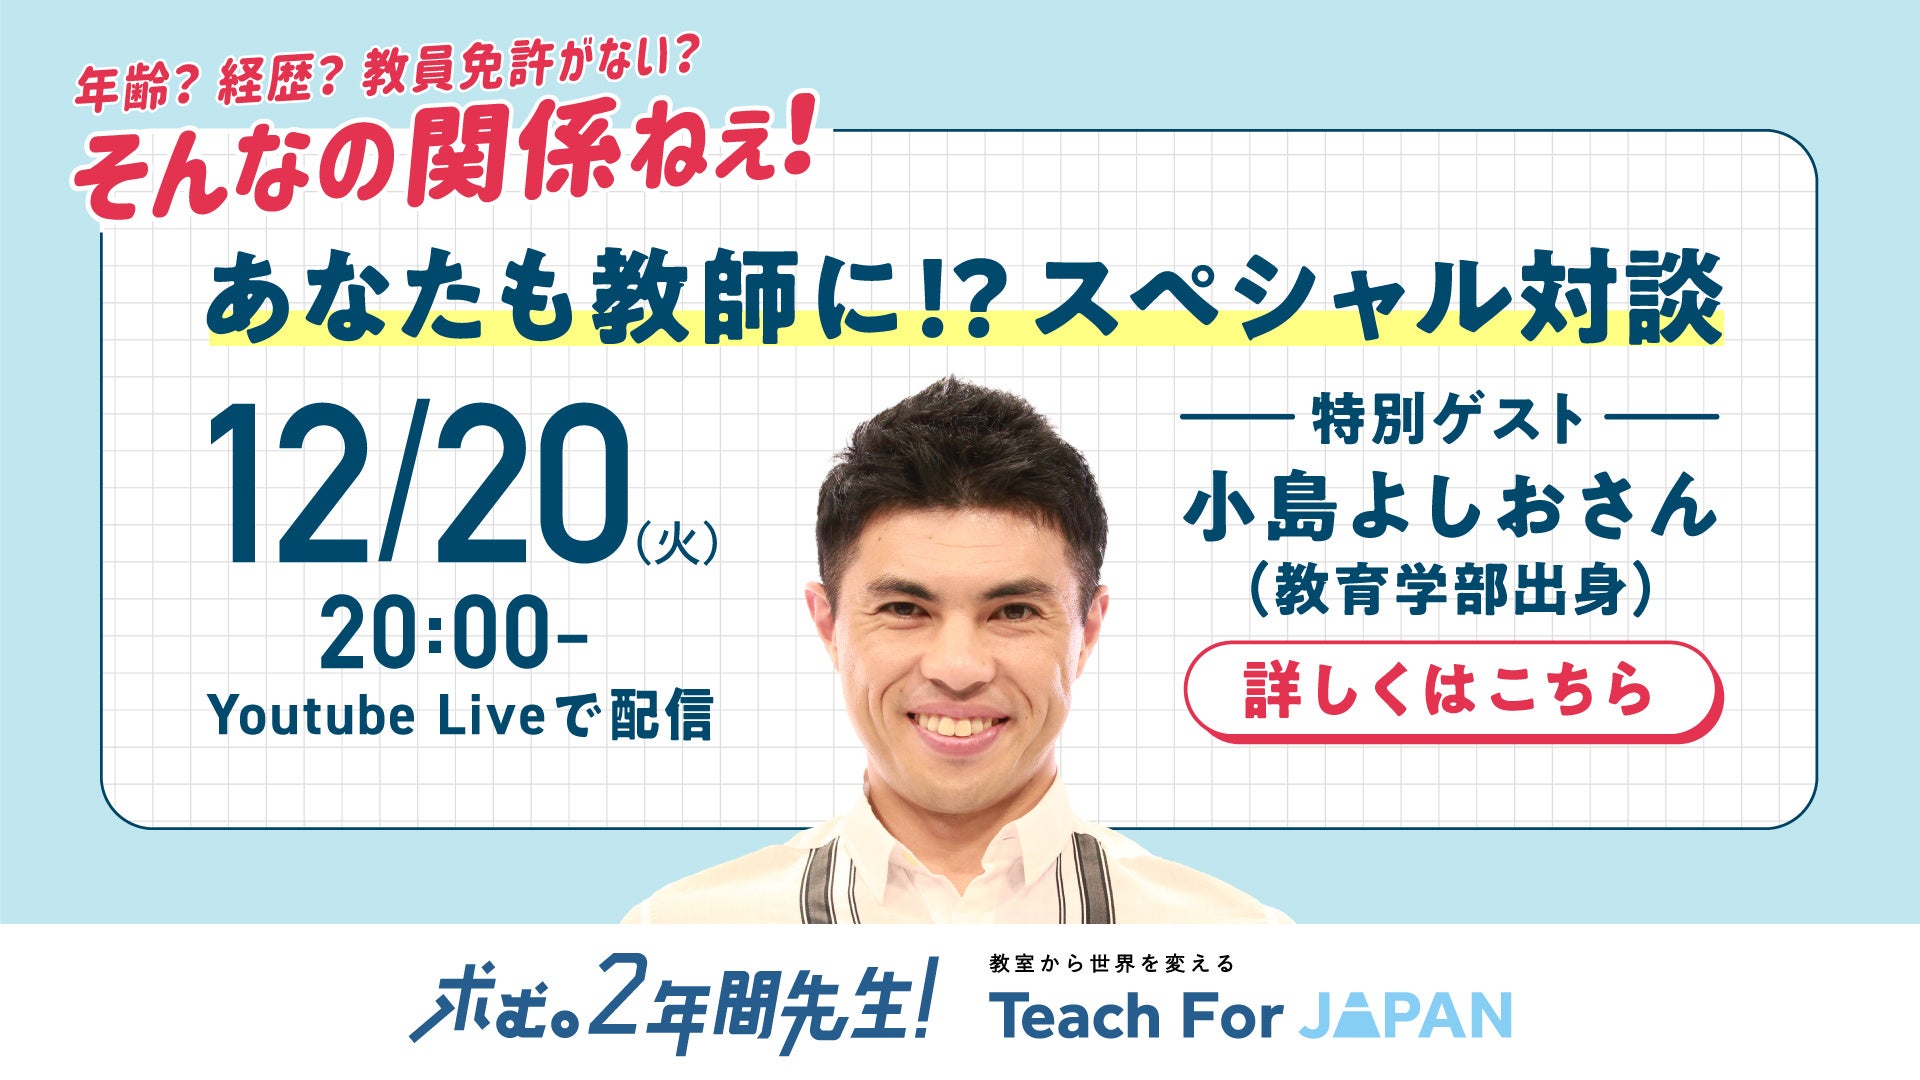 年齢？ 経歴？ 教員免許がない？
そんなの関係ねぇ！
あなたも教師に!? スペシャル対談
12/20（火）
20:00–
Youtube Liveで配信
特別ゲスト
小島よしおさん
（教育学部出身）
詳しくはこちら
求む。2年間先生！
教室から世界を変える
Teach For JAPAN